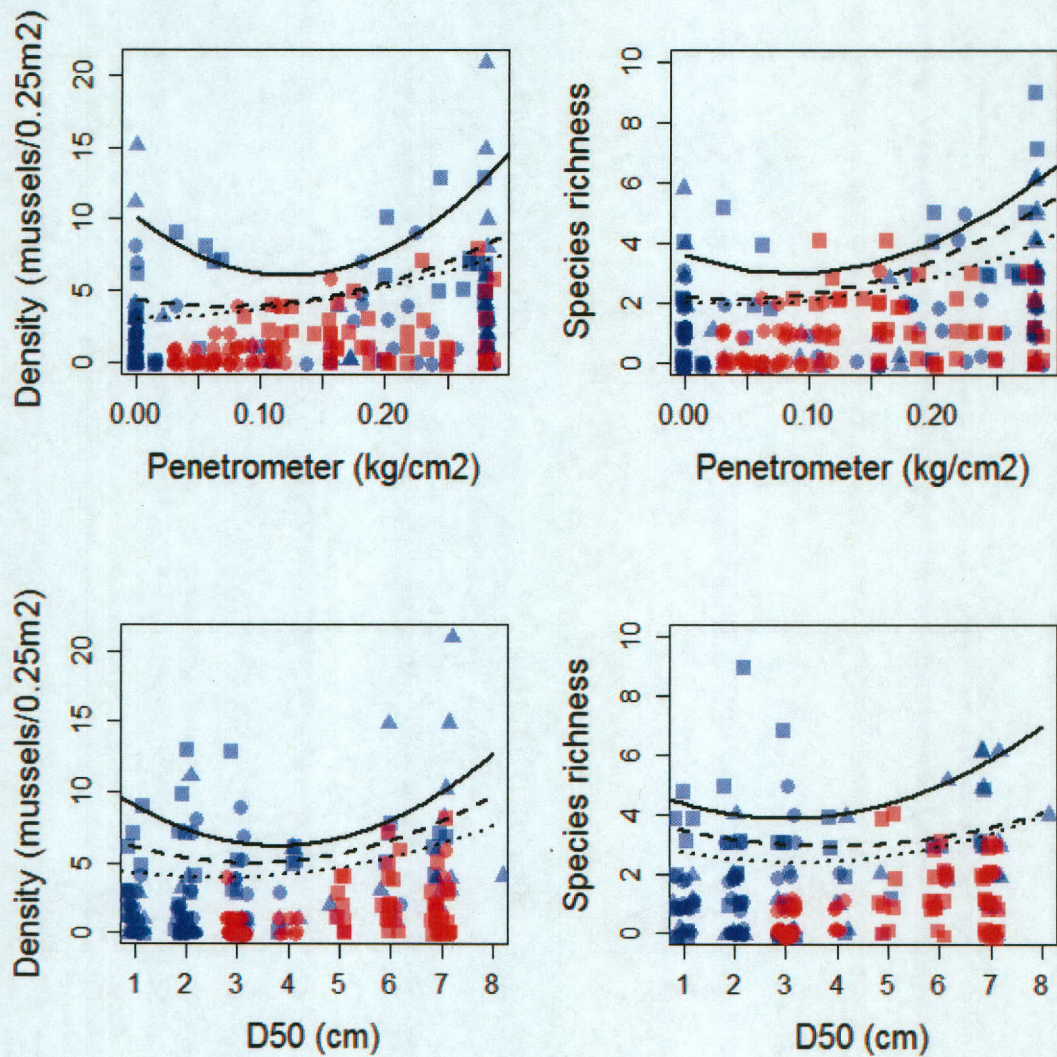 Density (mussels/0.25m2)
20
15
10
5
0
0.00 0.10 0.20
Penetrometer (kg/cm2)
Species richness
10
8
6
4
2
0
0.00 0.10 0.20
Penetrometer (kg/cm2)
Density (mussels/0.25m2)
20
15
10
5
0
1 2 3 4 5 6 7 8
D50 (cm)
Species richness
10
8
6
4
2
0
1 2 3 4 5 6 7 8
D50 (cm)